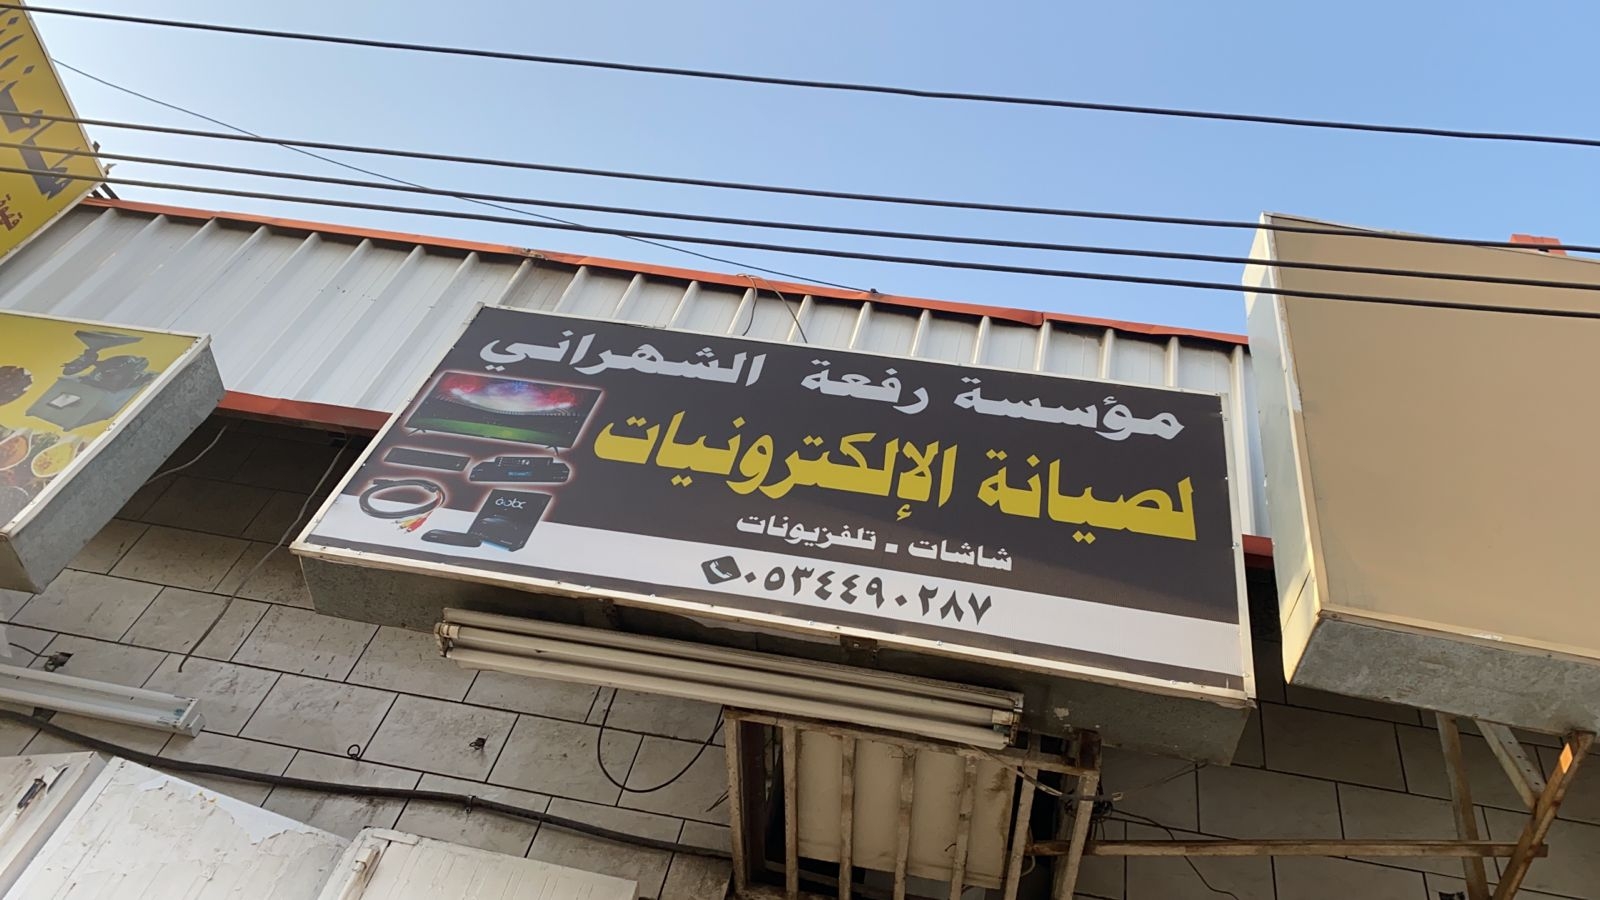 مؤسسة رفعة الشهراني
لصيانة الإلكترونيات
شاشات - تلفزيونات
٠٥٣٤٤٩٠٢٨٧